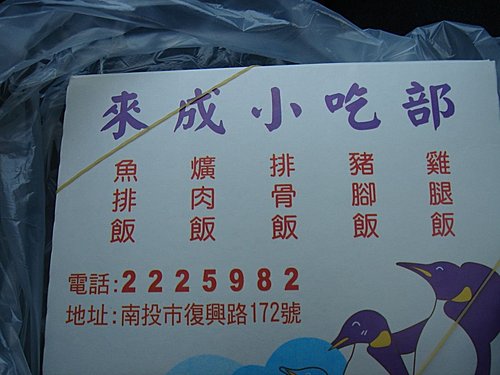 來成小吃部
雞腿飯
豬腳飯
排骨飯
爌肉飯
魚排飯
電話:2225982
地址:南投市復興路172號